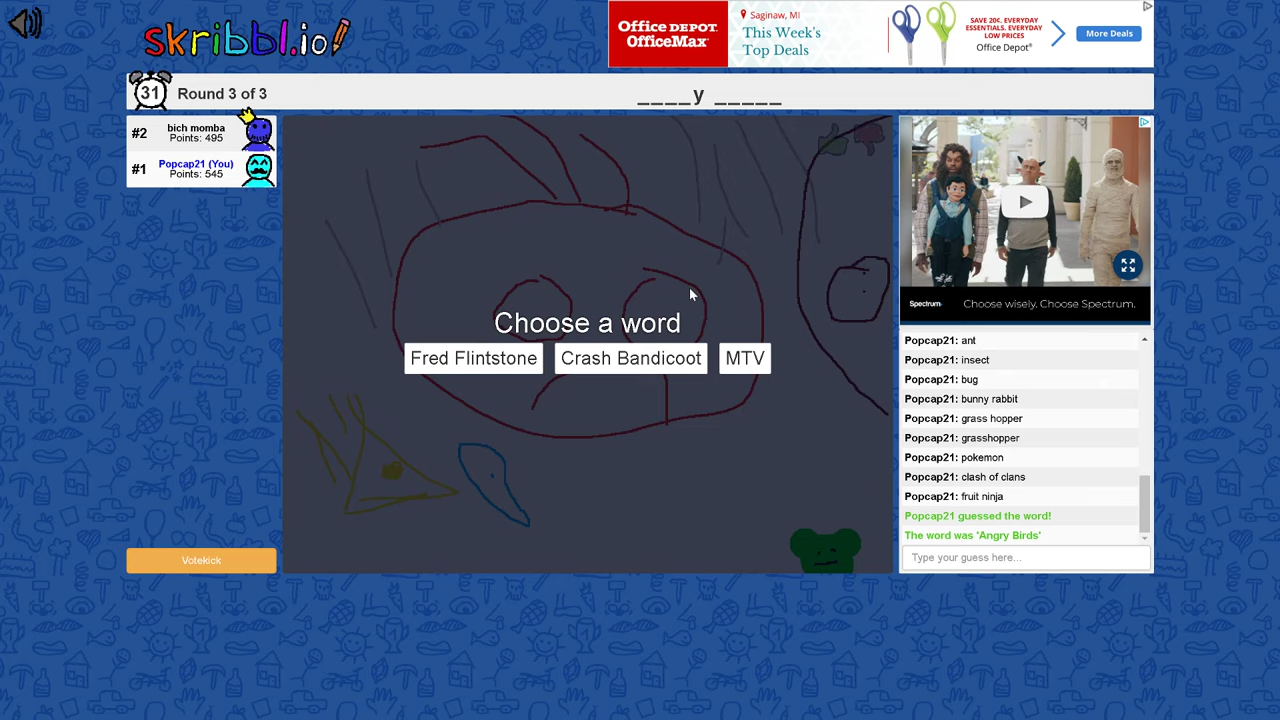 skribbl.io
OFFICE DEPOT
OfficeMax
Saginaw, MI
This Week's
Top Deals
SAVE 20¢. EVERYDAY
ESSENTIALS. EVERYDAY
LOW PRICES
Office Depot
More Deals
31
Round 3 of 3
____y _____
#2
bich momba
Points: 495
#1
Popcap21 (You)
Points: 545
Choose a word
Fred Flintstone
Crash Bandicoot
MTV
Spectrum
Choose wisely. Choose Spectrum.
Popcap21: ant
Popcap21: insect
Popcap21: bug
Popcap21: bunny rabbit
Popcap21: grass hopper
Popcap21: grasshopper
Popcap21: pokemon
Popcap21: clash of clans
Popcap21: fruit ninja
Popcap21 guessed the word!
The word was 'Angry Birds'
Type your guess here...
Votekick